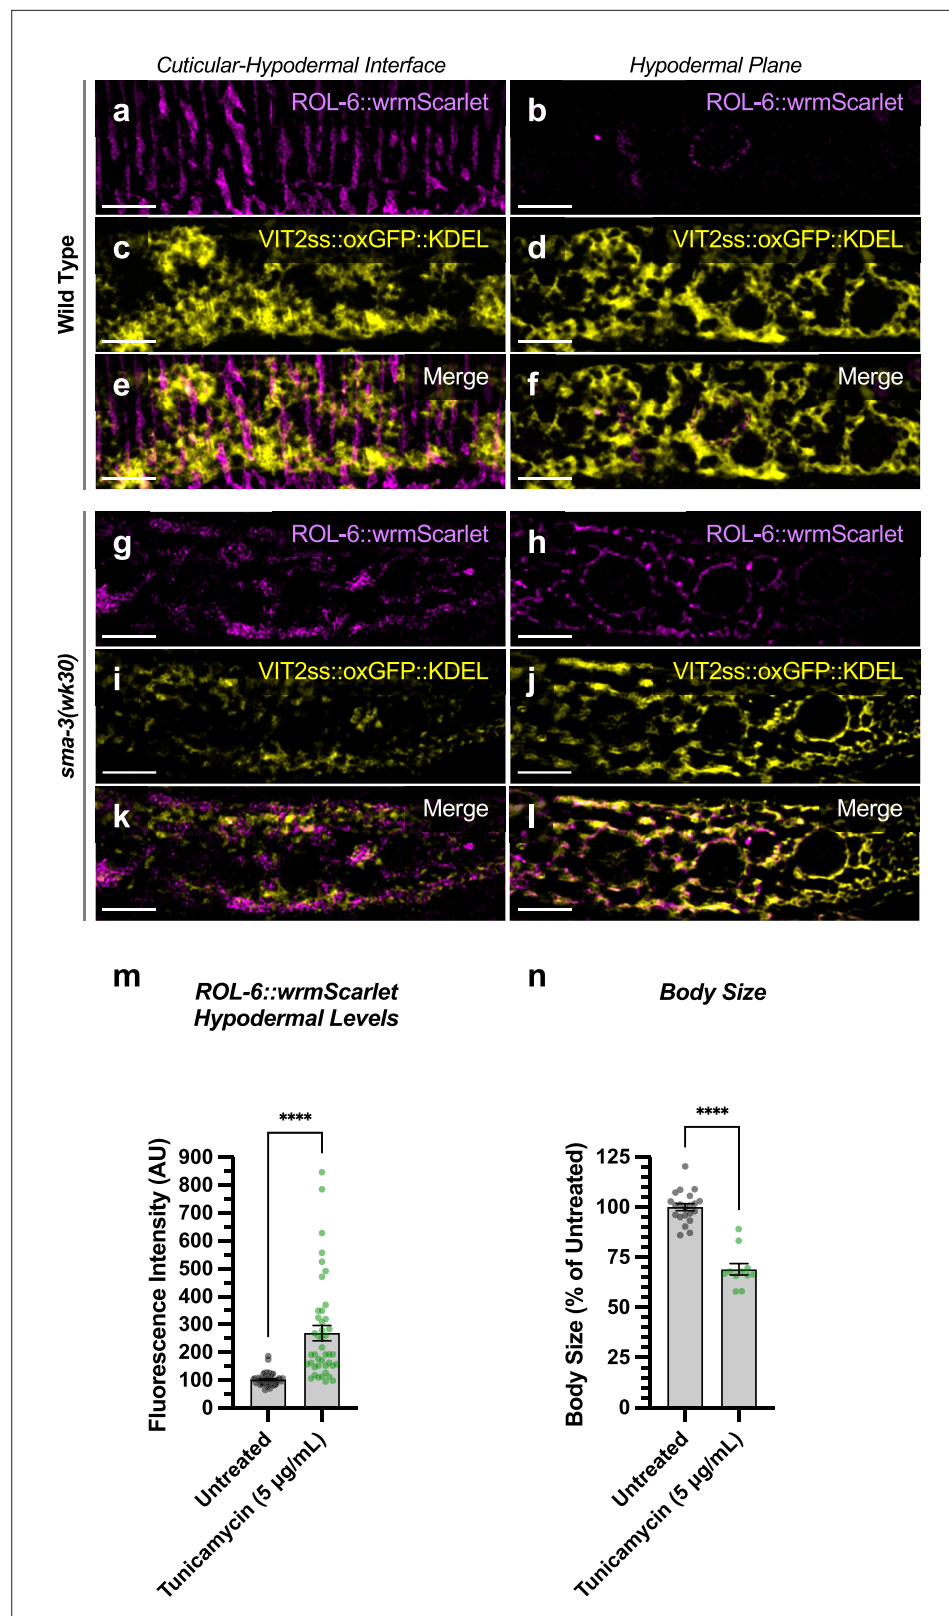 Cuticular-Hypodermal Interface
Hypodermal Plane
a
ROL-6::wrmScarlet
b
ROL-6::wrmScarlet
c
VIT2ss::oxGFP::KDEL
d
VIT2ss::oxGFP::KDEL
e
Merge
f
Merge
Wild Type
g
ROL-6::wrmScarlet
h
ROL-6::wrmScarlet
i
VIT2ss::oxGFP::KDEL
j
VIT2ss::oxGFP::KDEL
k
Merge
l
Merge
sma-3(wk30)
m
ROL-6::wrmScarlet
Hypodermal Levels
****
Fluorescence Intensity (AU)
900
800
700
600
500
400
300
200
100
0
Untreated
Tunicamycin (5 µg/mL)
n
Body Size
****
Body Size (% of Untreated)
125
100
75
50
25
0
Untreated
Tunicamycin (5 µg/mL)